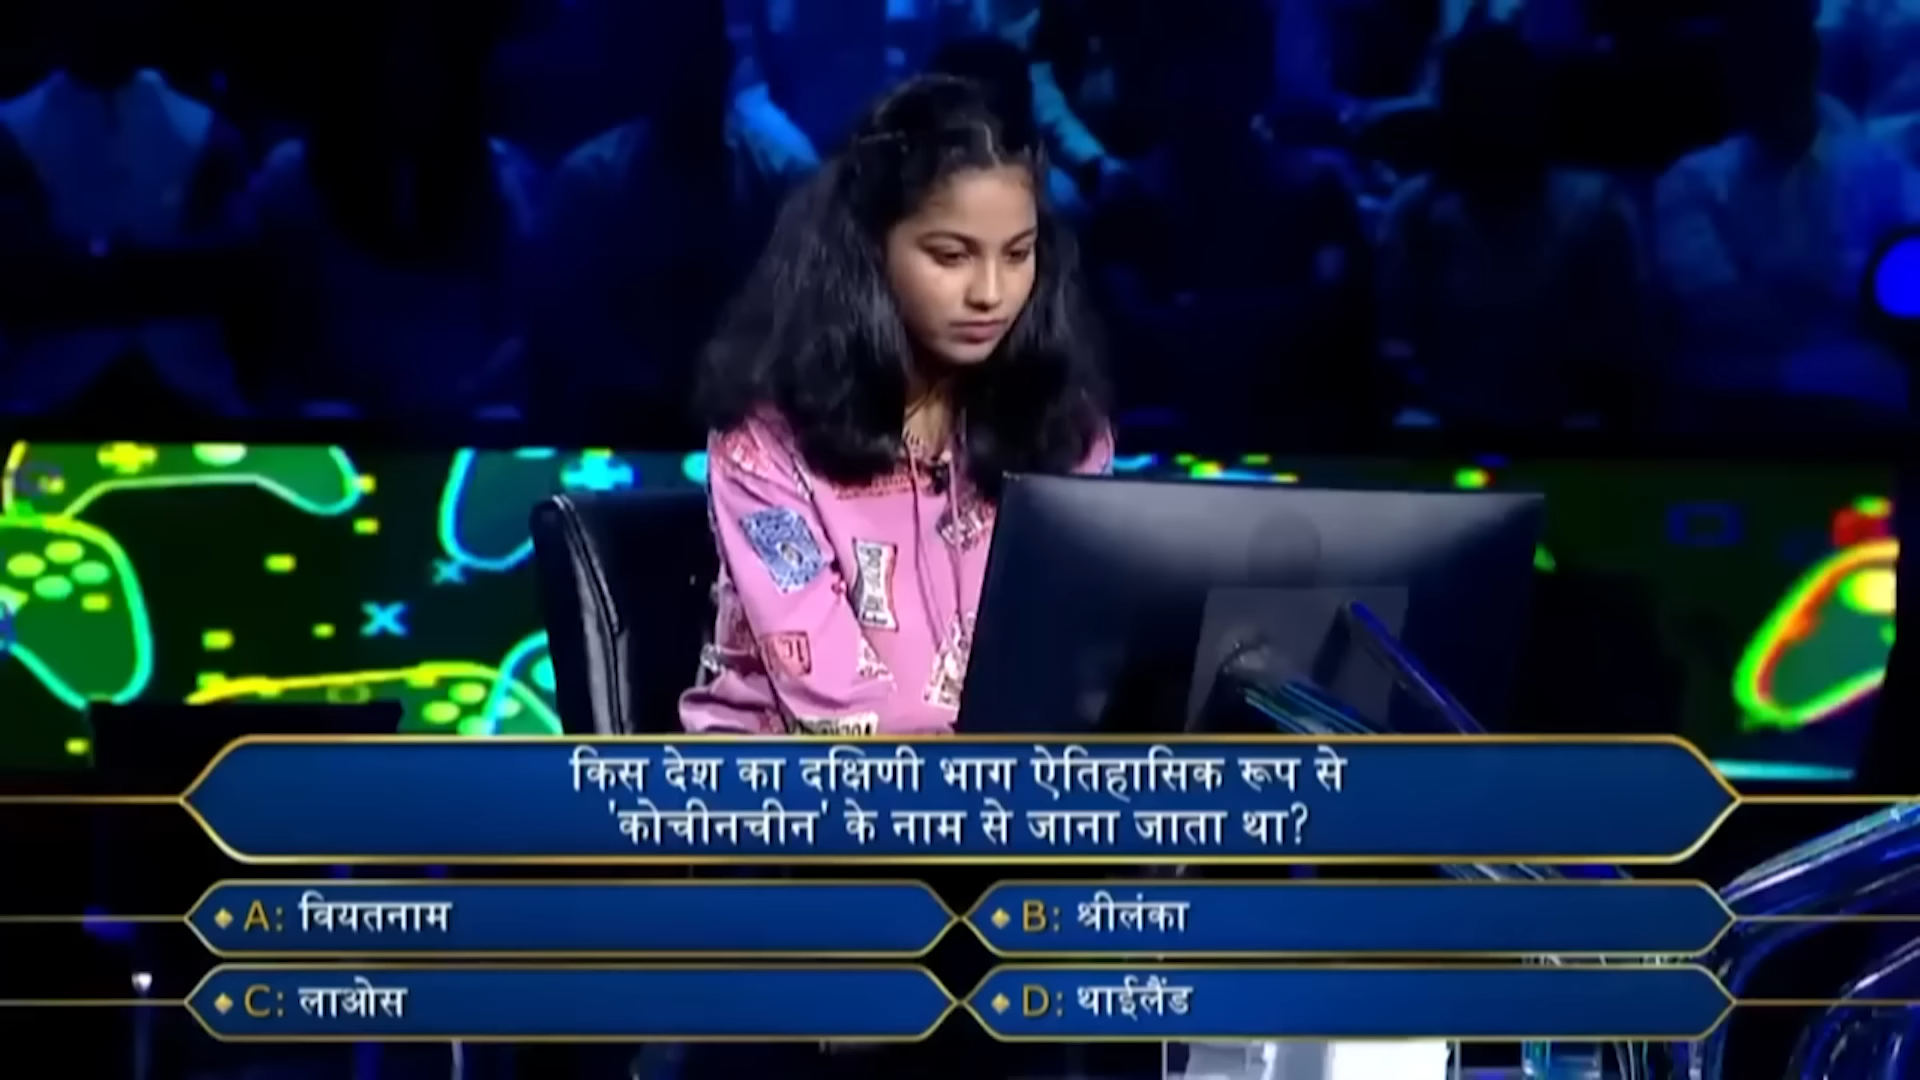 किस देश का दक्षिणी भाग ऐतिहासिक रूप से
'कोचीनचीन' के नाम से जाना जाता था?
A: वियतनाम
B: श्रीलंका
C: लाओस
D: थाईलैंड